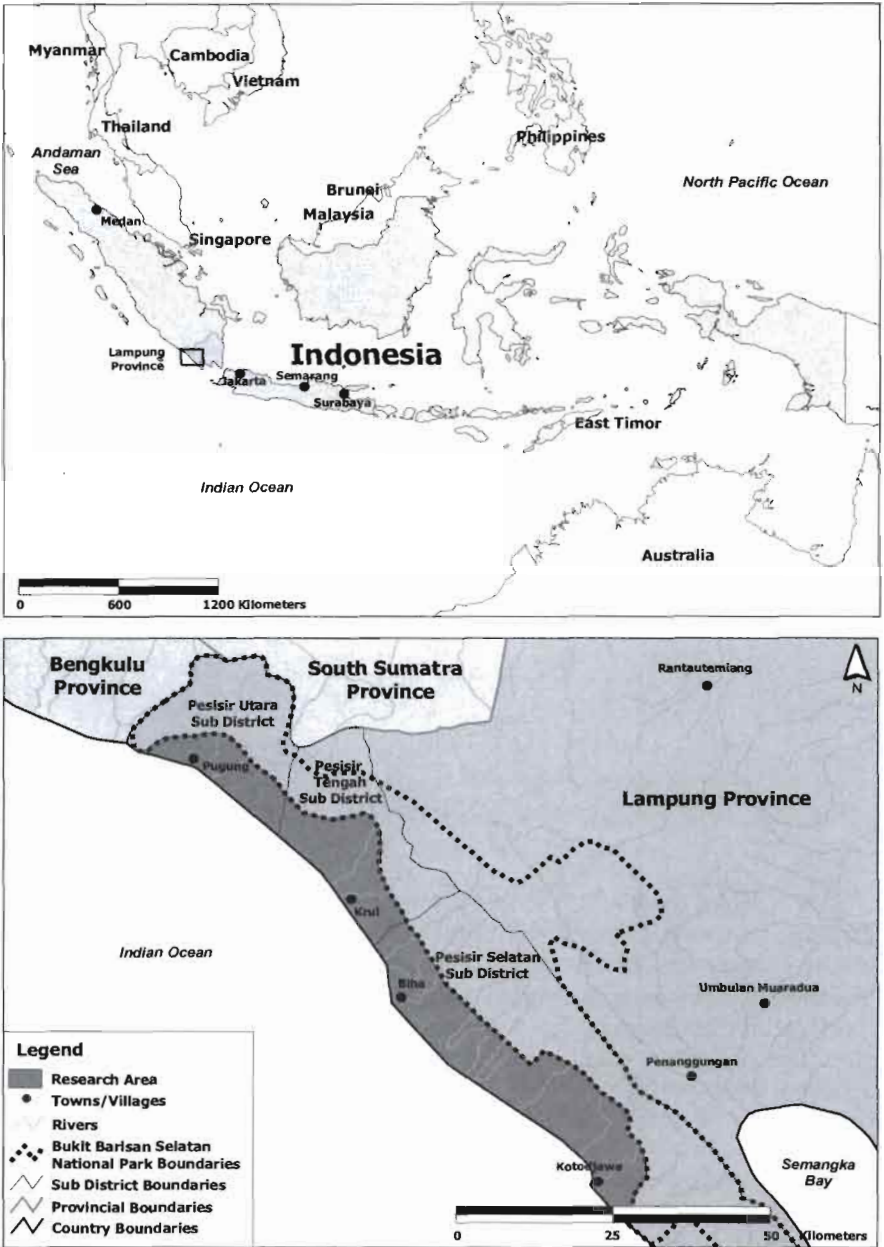 Myanmar
Cambodia
Vietnam
Thailand
Philippines
Andaman
Sea
North Pacific Ocean
Brunei
Malaysia
Medan
Singapore
Indonesia
Lampung
Province
Jakarta
Semarang
Surabaya
East Timor
Indian Ocean
Australia
0 600 1200 Kilometers
Bengkulu
Province
South Sumatra
Province
Rantautemiang
N
Pesisir Utara
Sub District
Pugung
Pesisir
Tengah
Sub District
Lampung Province
Krui
Indian Ocean
Pesisir Selatan
Sub District
Biha
Umbulan Muaradua
Penanggungan
Legend
Research Area
Towns/Villages
Rivers
Bukit Barisan Selatan
National Park Boundaries
Sub District Boundaries
Provincial Boundaries
Country Boundaries
Kotodjawa
Semangka
Bay
0 25 50 Kilometers